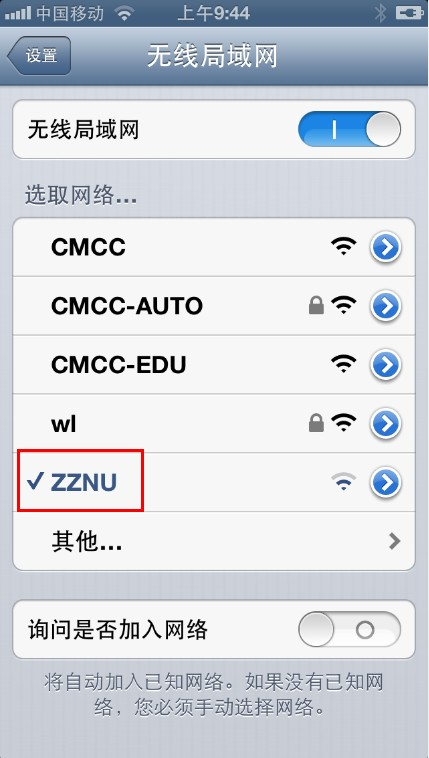 中国移动 上午9:44
设置 无线局域网
无线局域网
选取网络...
CMCC
CMCC-AUTO
CMCC-EDU
wl
ZZNU
其他...
询问是否加入网络
将自动加入已知网络。如果没有已知网
络，您必须手动选择网络。